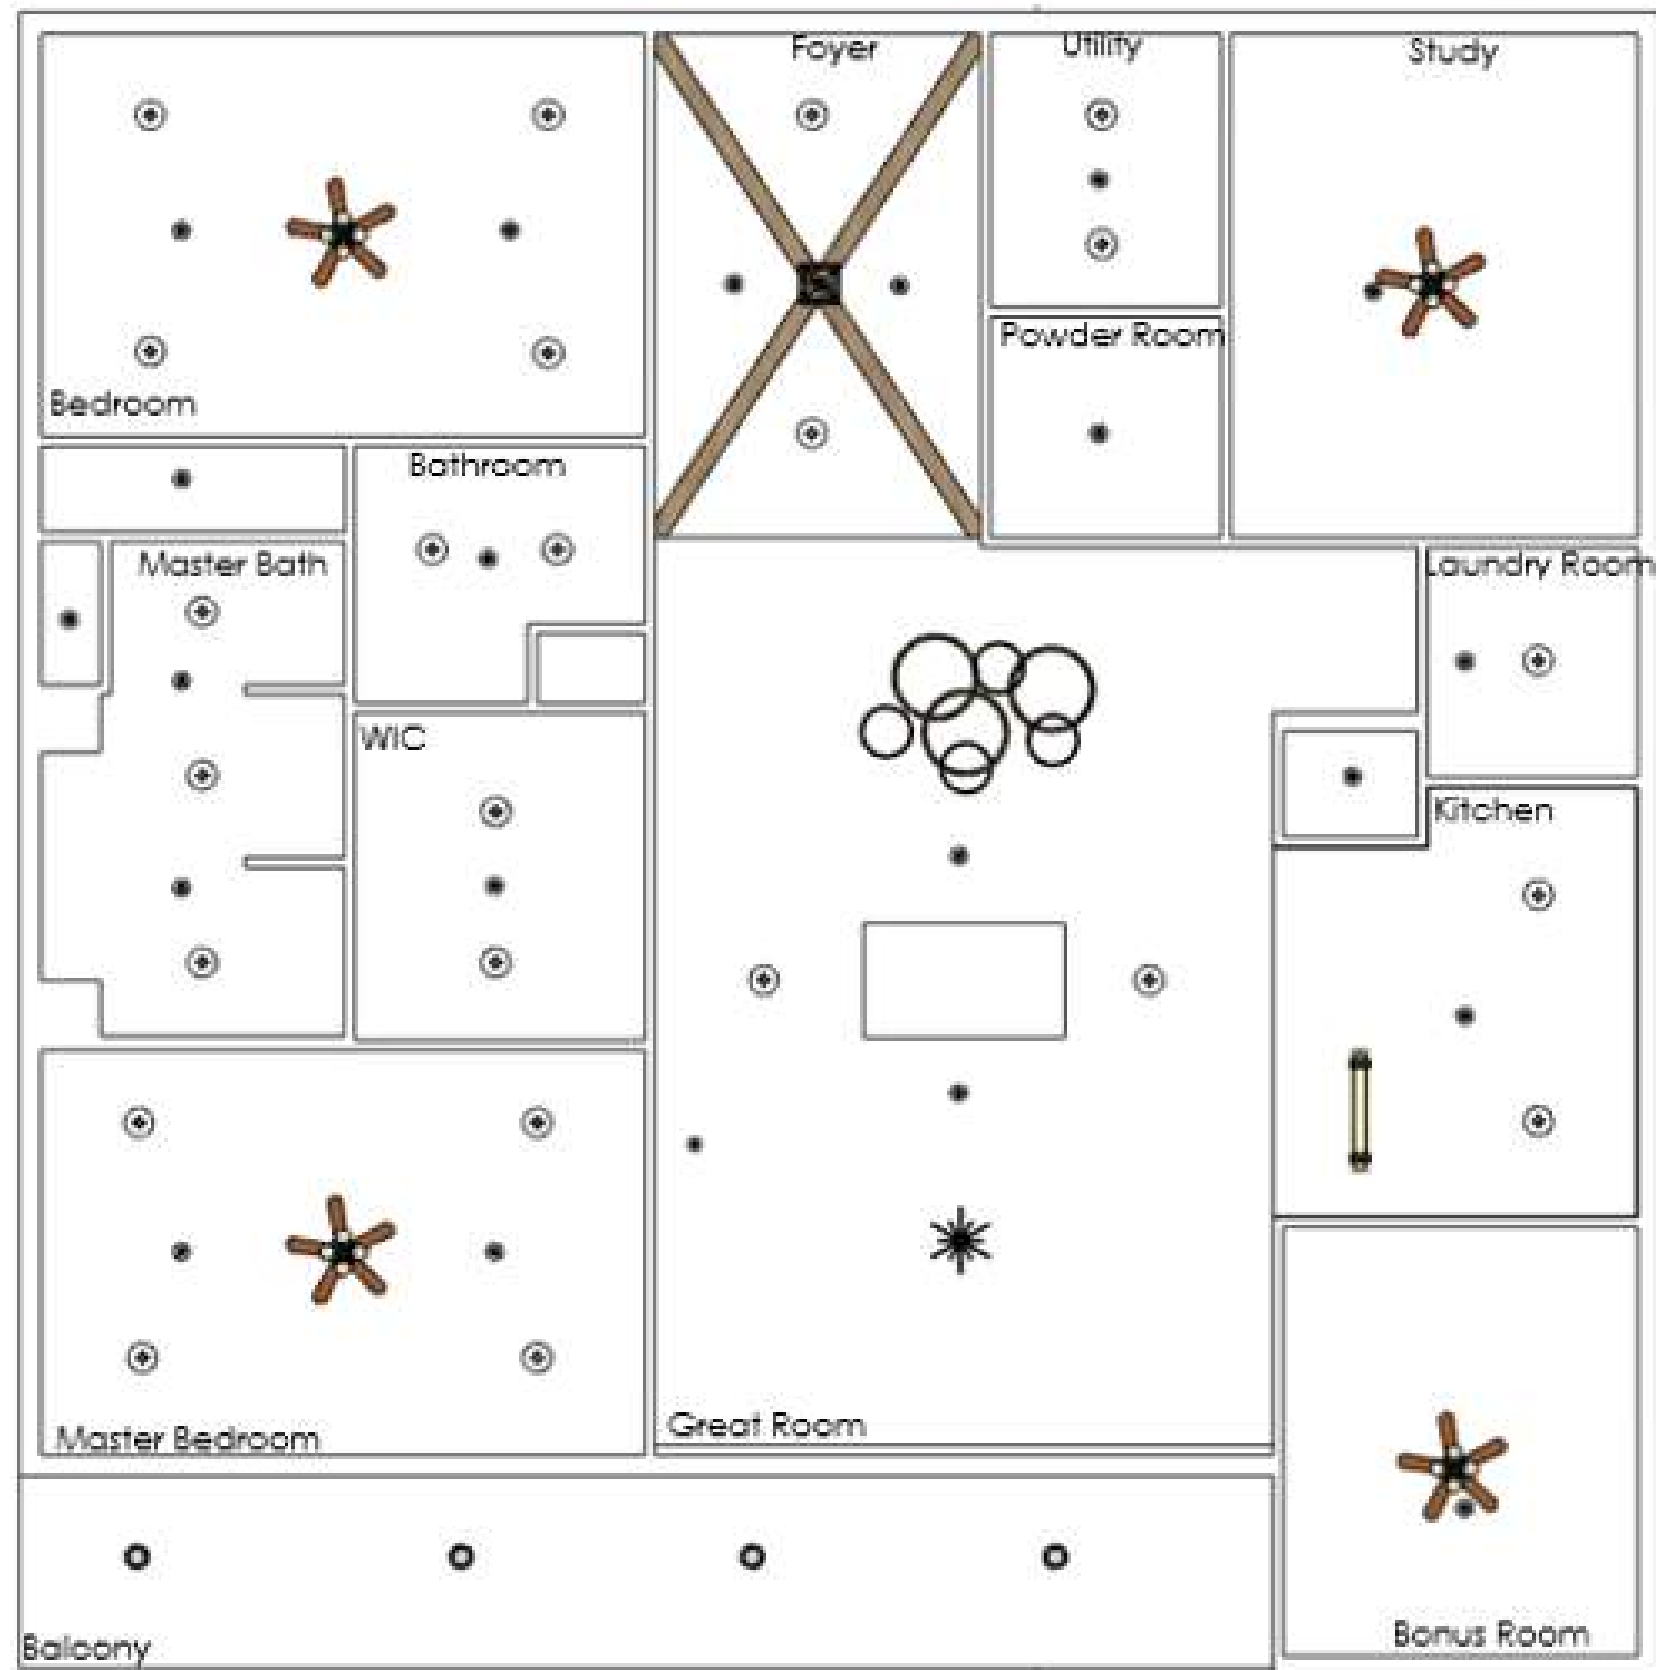 Foyer
Utility
Study
Powder Room
Bedroom
Bathroom
Master Bath
Laundry Room
WIC
Kitchen
Great Room
Master Bedroom
Bonus Room
Balcony